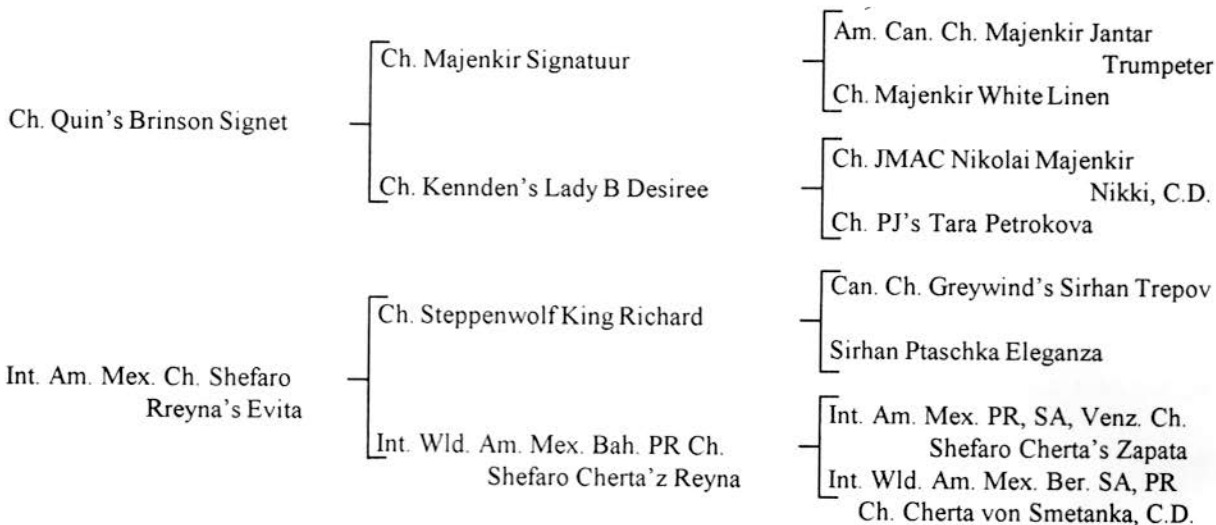 Ch. Quin's Brinson Signet
Ch. Majenkir Signatuur
Am. Can. Ch. Majenkir Jantar
Trumpeter
Ch. Majenkir White Linen
Ch. Kennden's Lady B Desiree
Ch. JMAC Nikolai Majenkir
Nikki, C.D.
Ch. PJ's Tara Petrokova
Int. Am. Mex. Ch. Shefaro
Rreyna's Evita
Ch. Steppenwolf King Richard
Can. Ch. Greywind's Sirhan Trepov
Sirhan Ptaschka Eleganza
Int. Wld. Am. Mex. Bah. PR Ch.
Shefaro Cherta'z Reyna
Int. Am. Mex. PR, SA, Venz. Ch.
Shefaro Cherta's Zapata
Int. Wld. Am. Mex. Ber. SA, PR
Ch. Cherta von Smetanka, C.D.